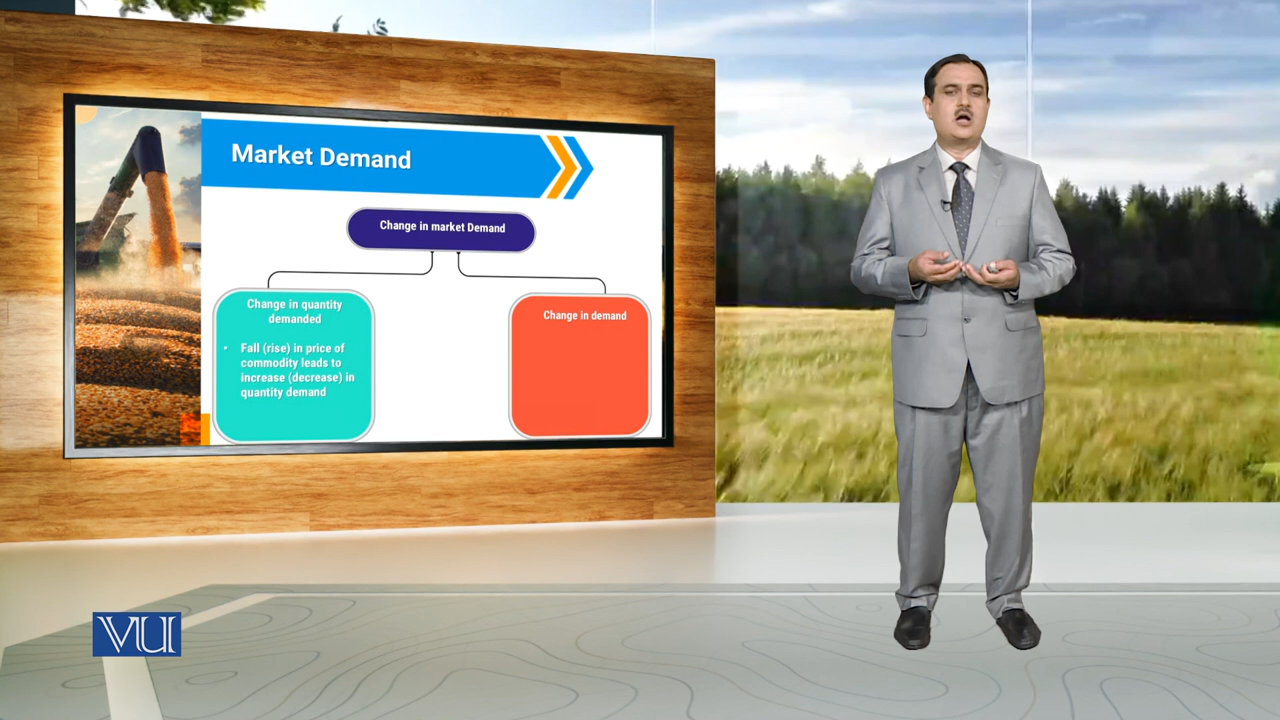 Market Demand
Change in market Demand
Change in quantity
demanded
• Fall (rise) in price of
commodity leads to
increase (decrease) in
quantity demand
Change in demand
VU